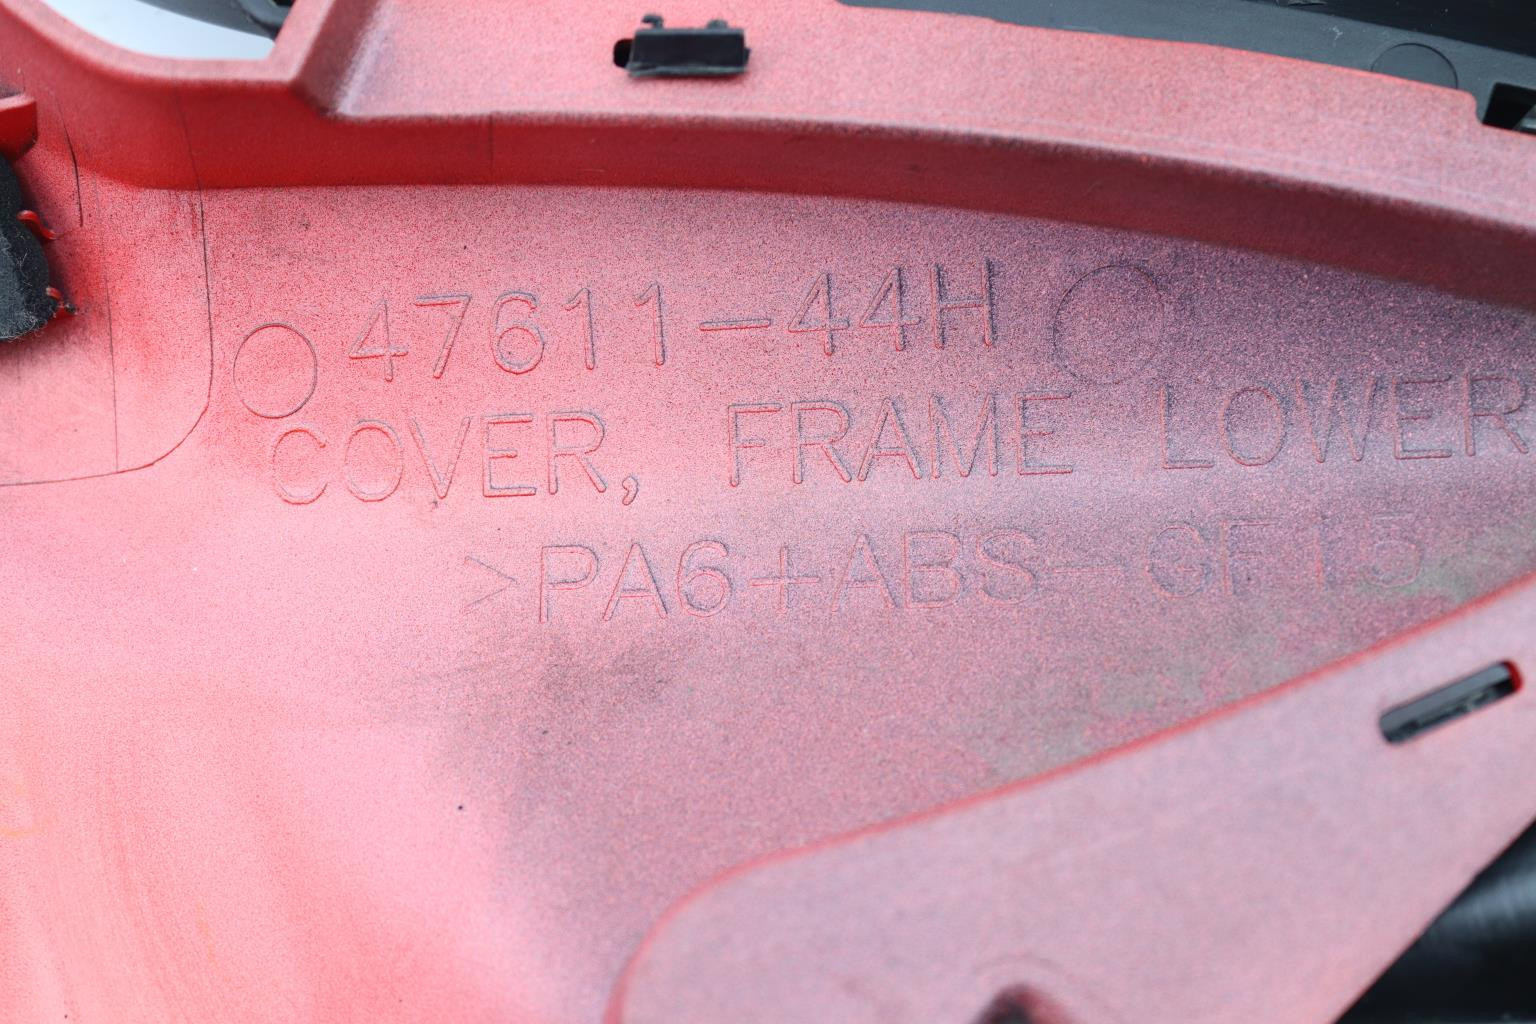 47611-44H
COVER, FRAME LOWER
>PA6+ABS-GF15